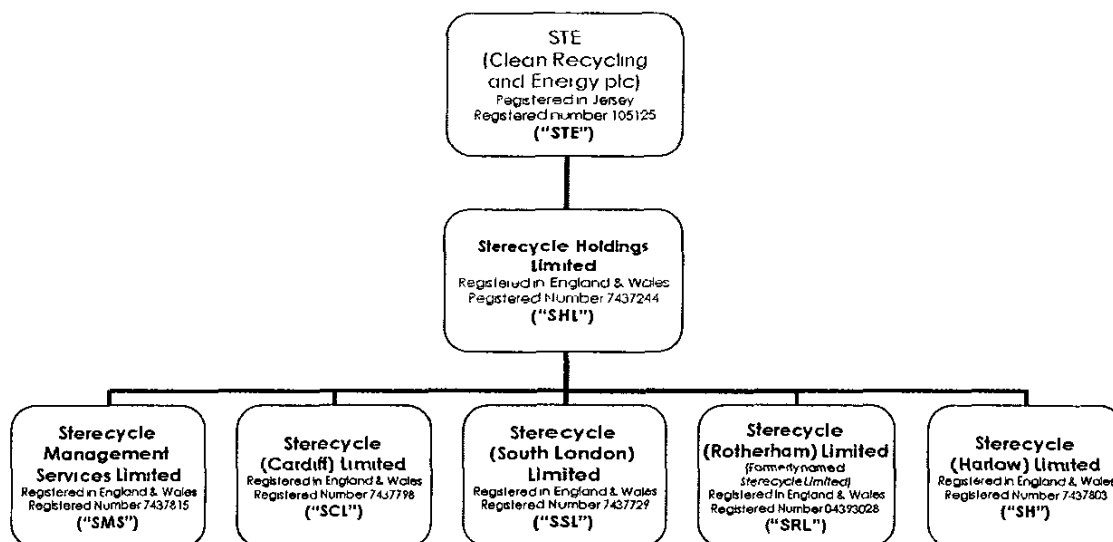 STE
(Clean Recycling
and Energy plc)
Registered in Jersey
Registered number 105125
("STE")
Sterecycle Holdings
Limited
Registered in England & Wales
Registered Number 7437244
("SHL")
Sterecycle
Management
Services Limited
Registered in England & Wales
Registered Number 7437815
("SMS")
Sterecycle
(Cardiff) Limited
Registered in England & Wales
Registered Number 7437798
("SCL")
Sterecycle
(South London)
Limited
Registered in England & Wales
Registered Number 7437729
("SSL")
Sterecycle
(Rotherham) Limited
(Formerly named
Sterecycle Limited)
Registered in England & Wales
Registered Number 04393028
("SRL")
Sterecycle
(Harlow) Limited
Registered in England & Wales
Registered Number 7437803
("SH")